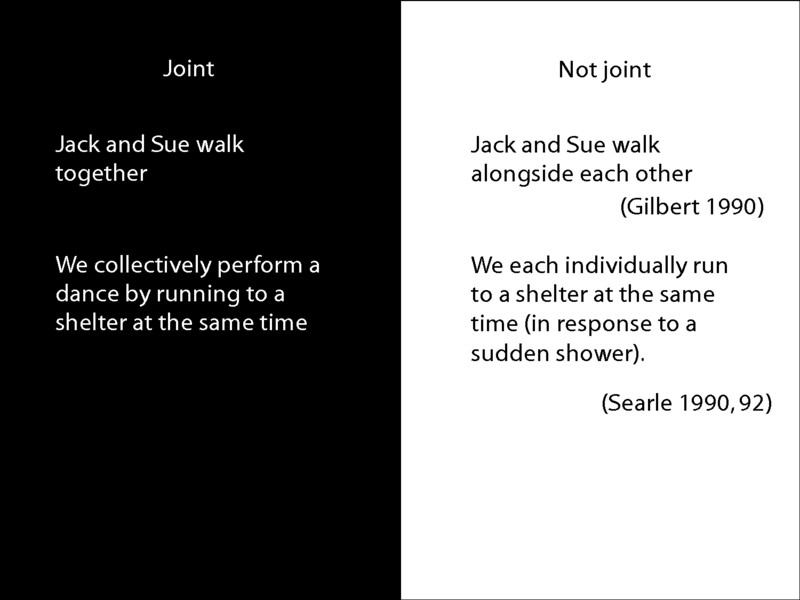 Joint
Jack and Sue walk
together
We collectively perform a
dance by running to a
shelter at the same time
Not joint
Jack and Sue walk
alongside each other
(Gilbert 1990)
We each individually run
to a shelter at the same
time (in response to a
sudden shower).
(Searle 1990, 92)